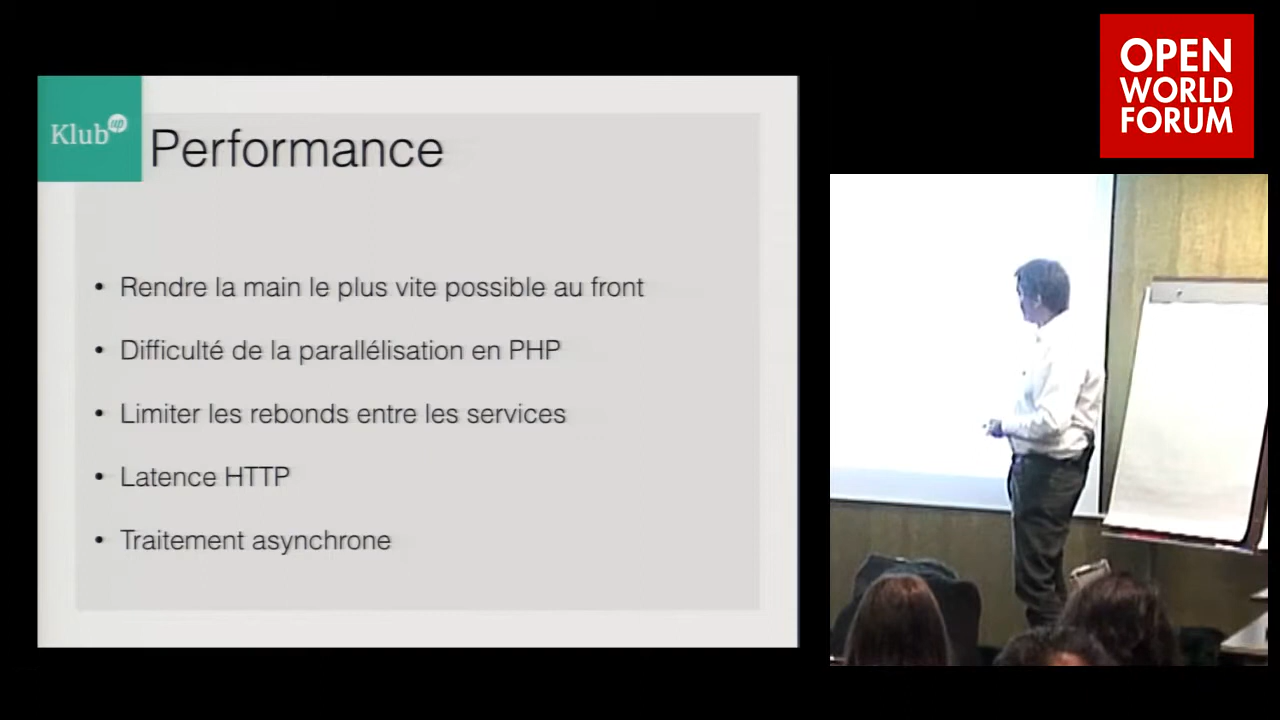 Klub up
Performance
• Rendre la main le plus vite possible au front
• Difficulté de la parallélisation en PHP
• Limiter les rebonds entre les services
• Latence HTTP
• Traitement asynchrone
OPEN
WORLD
FORUM